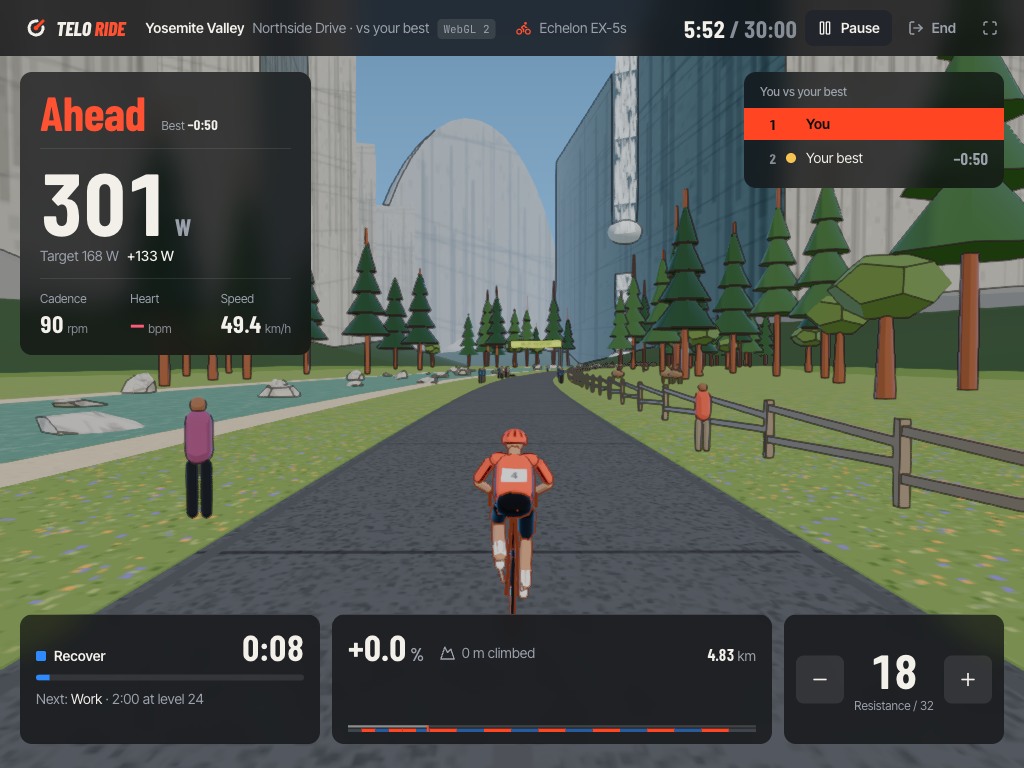 TELO RIDE
Yosemite Valley Northside Drive · vs your best WebGL 2 Echelon EX-5s 5:52 / 30:00 Pause End
Ahead Best −0:50
301 W
Target 168 W +133 W
Cadence Heart Speed
90 rpm – bpm 49.4 km/h
You vs your best
1 You
2 Your best −0:50
4
Recover 0:08
Next: Work · 2:00 at level 24
+0.0 % 0 m climbed 4.83 km
− 18 +
Resistance / 32